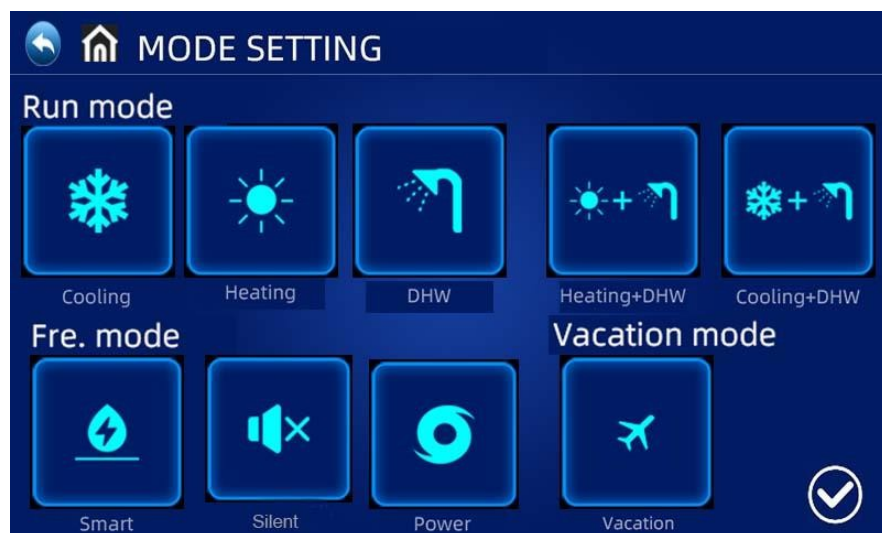 MODE SETTING
Run mode
Cooling
Heating
DHW
Heating+DHW
Cooling+DHW
Fre. mode
Vacation mode
Smart
Silent
Power
Vacation